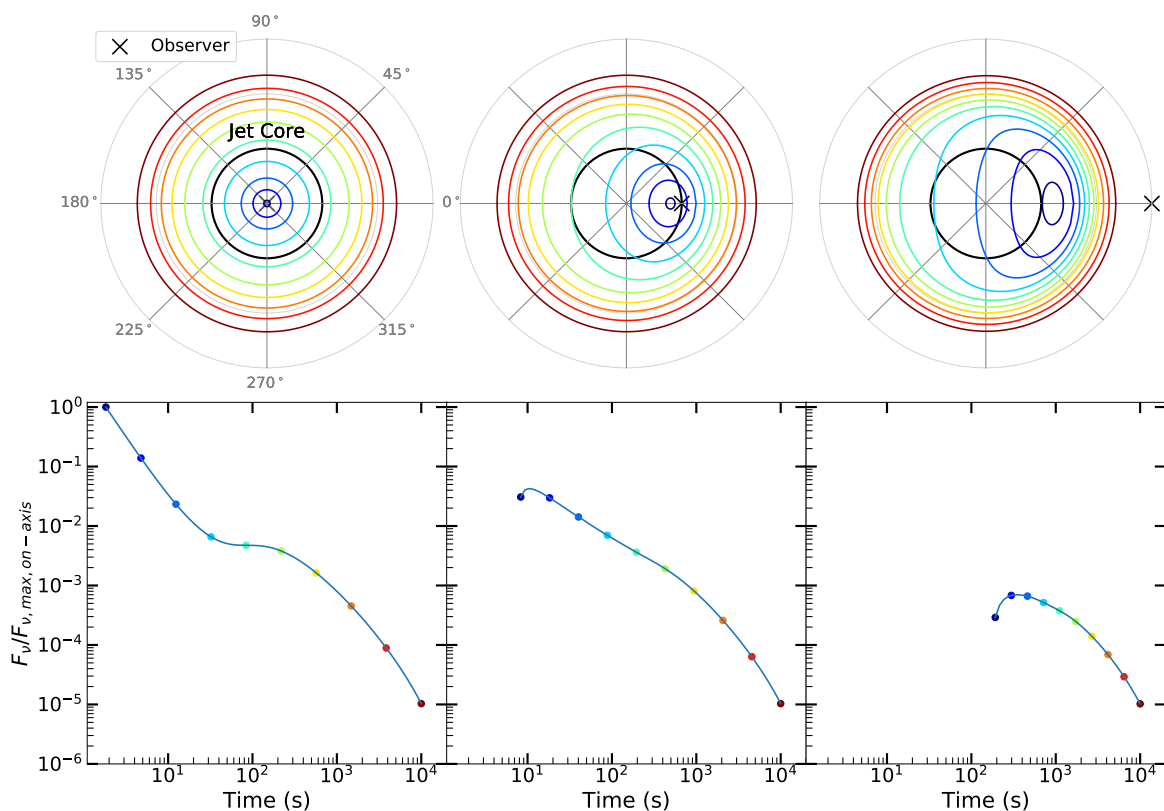 90°
× Observer
135°
45°
Jet Core
180°
0°
225°
315°
270°
10^0
10^-1
10^-2
10^-3
10^-4
10^-5
10^-6
F_ν/F_ν,max,on−axis
10^1 10^2 10^3 10^4
10^1 10^2 10^3 10^4
10^1 10^2 10^3 10^4
Time (s)
Time (s)
Time (s)